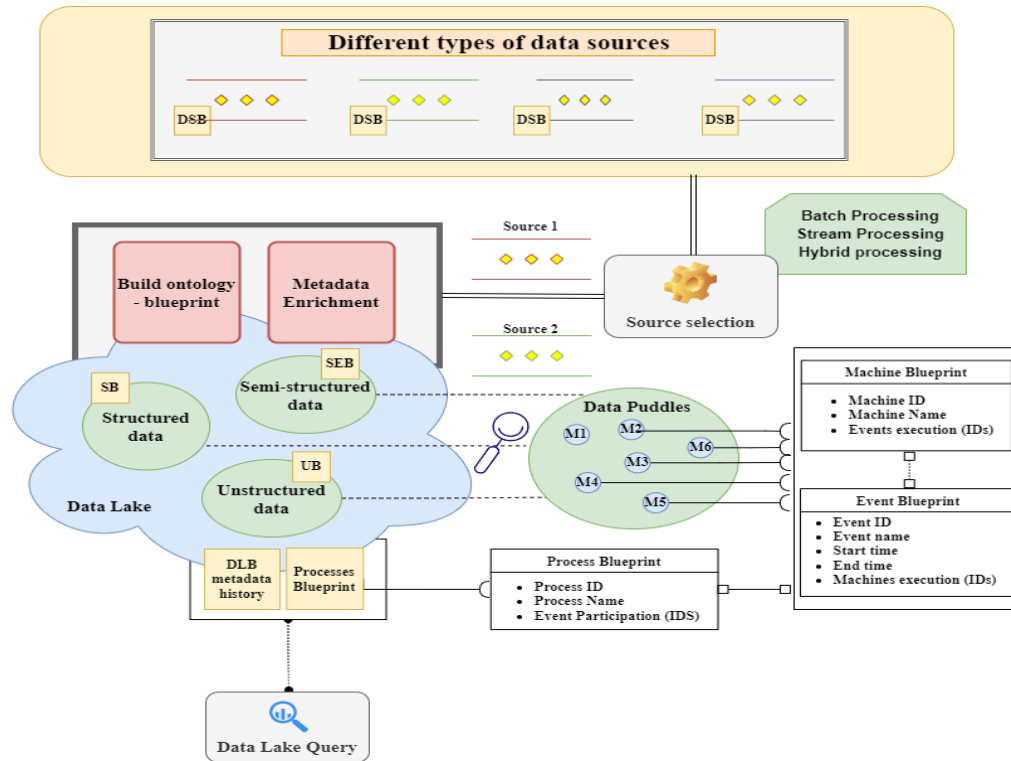 Different types of data sources
DSB
DSB
DSB
DSB
Batch Processing
Stream Processing
Hybrid processing
Source 1
Build ontology
- blueprint
Metadata
Enrichment
Source selection
Source 2
SEB
Semi-structured
data
SB
Structured
data
UB
Unstructured
data
Data Lake
Data Puddles
M1
M2
M6
M3
M4
M5
Machine Blueprint
• Machine ID
• Machine Name
• Events execution (IDs)
Event Blueprint
• Event ID
• Event name
• Start time
• End time
• Machines execution (IDs)
DLB
metadata
history
Processes
Blueprint
Process Blueprint
• Process ID
• Process Name
• Event Participation (IDS)
Data Lake Query